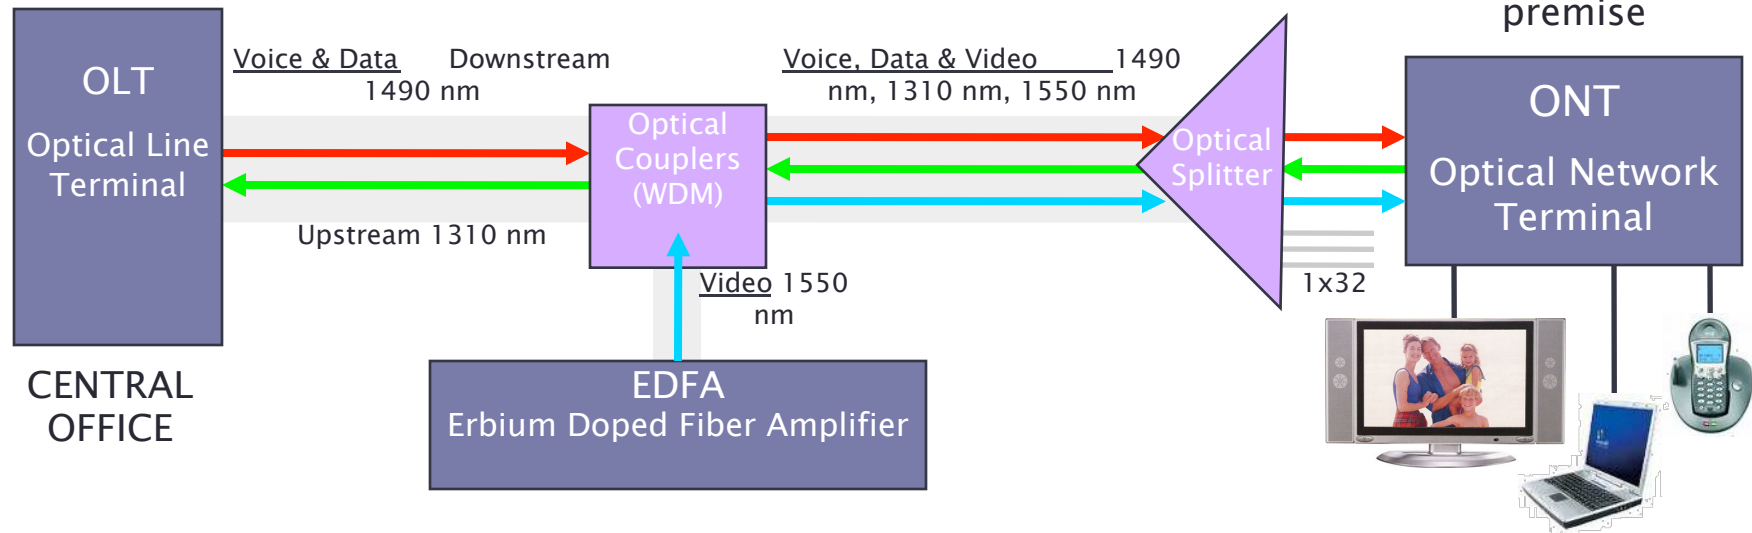 premise
OLT
Optical Line
Terminal
CENTRAL
OFFICE
Voice & Data Downstream
1490 nm
Upstream 1310 nm
Optical
Couplers
(WDM)
Video 1550
nm
EDFA
Erbium Doped Fiber Amplifier
Voice, Data & Video 1490
nm, 1310 nm, 1550 nm
Optical
Splitter
1x32
ONT
Optical Network
Terminal